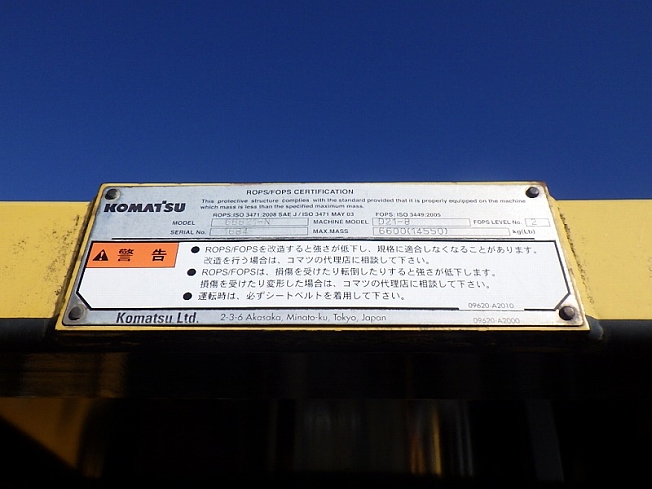 ROPS/FOPS CERTIFICATION
KOMATSU
This protective structure complies with the standard provided that it is properly equipped on the machine
which mass is less than the specified maximum mass.
ROPS:ISO 3471:2008 SAE J / ISO 3471 MAY 03 FOPS: ISO 3449:2005
MODEL MACHINE MODEL D21-8 FOPS LEVEL No. 2
SERIAL No. 1684 MAX.MASS 6600(14550) kg(Lb)
警告
● ROPS/FOPSを改造すると強さが低下し、規格に適合しなくなることがあります。
改造を行う場合は、コマツの代理店に相談して下さい。
● ROPS/FOPSは、損傷を受けたり転倒したりすると強さが低下します。
損傷を受けたり変形した場合は、コマツの代理店に相談して下さい。
● 運転時は、必ずシートベルトを着用して下さい。
09620-A2010
Komatsu Ltd. 2-3-6 Akasaka, Minato-ku, Tokyo, Japan 09620-A2000